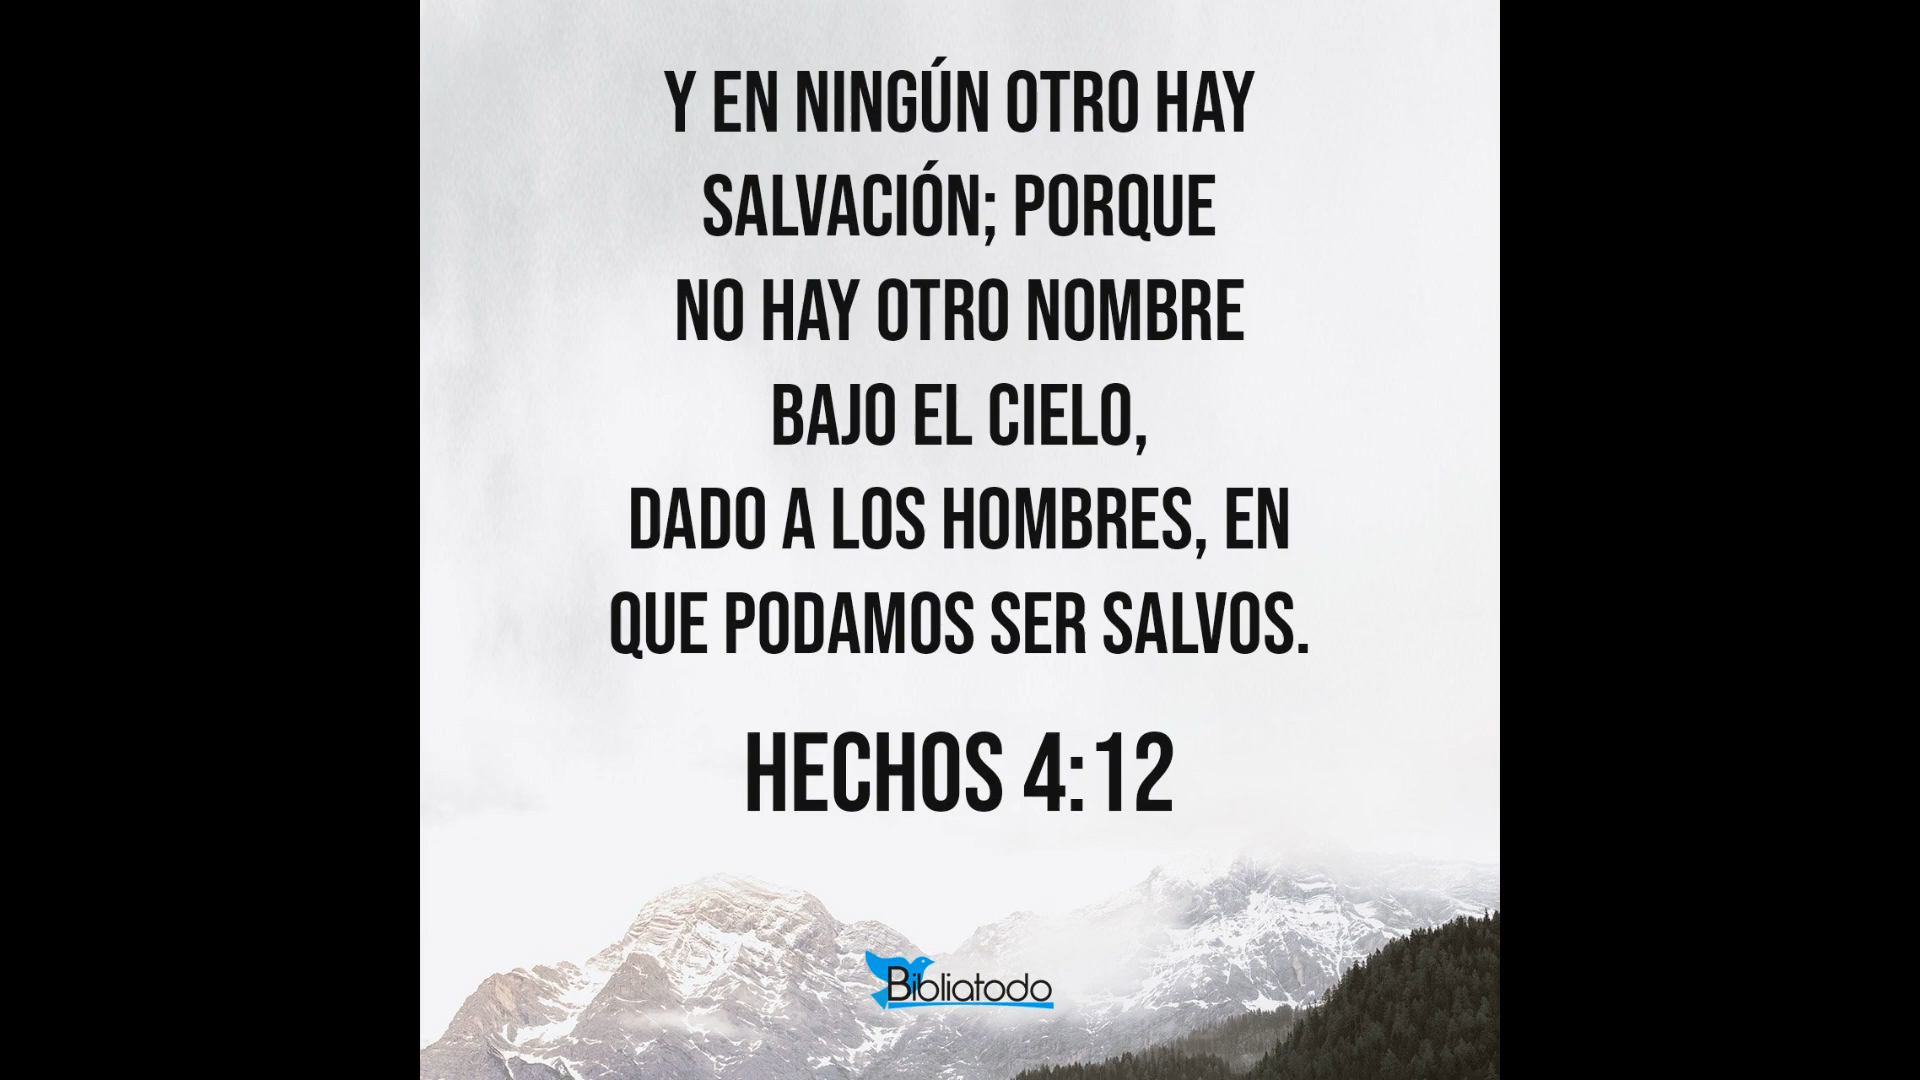 Y EN NINGÚN OTRO HAY
SALVACIÓN; PORQUE
NO HAY OTRO NOMBRE
BAJO EL CIELO,
DADO A LOS HOMBRES, EN
QUE PODAMOS SER SALVOS.
HECHOS 4:12
Bibliatodo